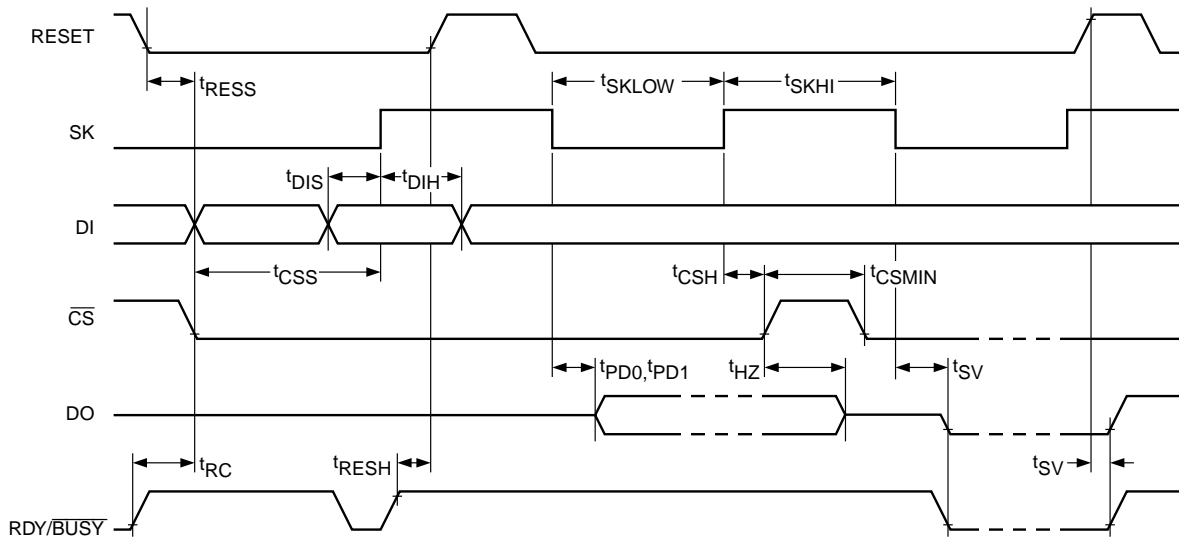 RESET
tRESS
tSKLOW
tSKHI
SK
tDIS
tDIH
DI
tCSS
tCSH
tCSMIN
CS
tPD0,tPD1
tHZ
tSV
DO
tRC
tRESH
tSV
RDY/BUSY